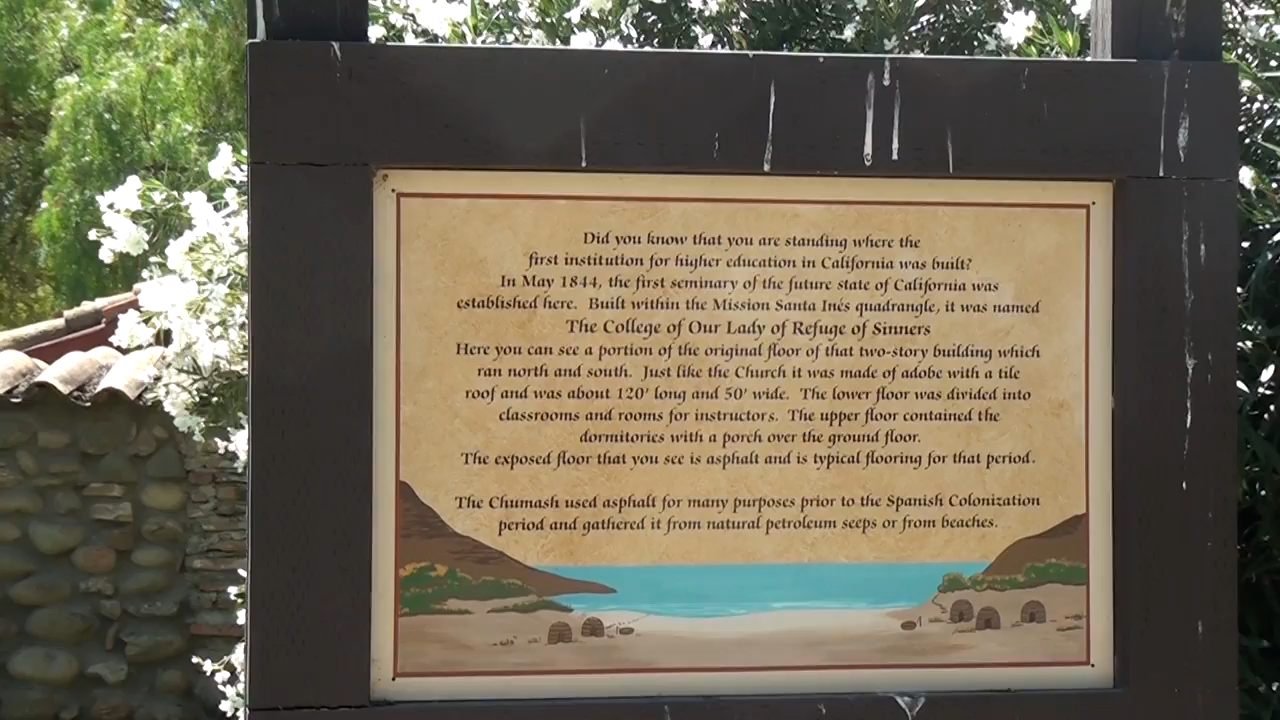 Did you know that you are standing where the
first institution for higher education in California was built?
In May 1844, the first seminary of the future state of California was
established here. Built within the Mission Santa Inés quadrangle, it was named
The College of Our Lady of Refuge of Sinners
Here you can see a portion of the original floor of that two-story building which
ran north and south. Just like the Church it was made of adobe with a tile
roof and was about 120' long and 50' wide. The lower floor was divided into
classrooms and rooms for instructors. The upper floor contained the
dormitories with a porch over the ground floor.
The exposed floor that you see is asphalt and is typical flooring for that period.
The Chumash used asphalt for many purposes prior to the Spanish Colonization
period and gathered it from natural petroleum seeps or from beaches.